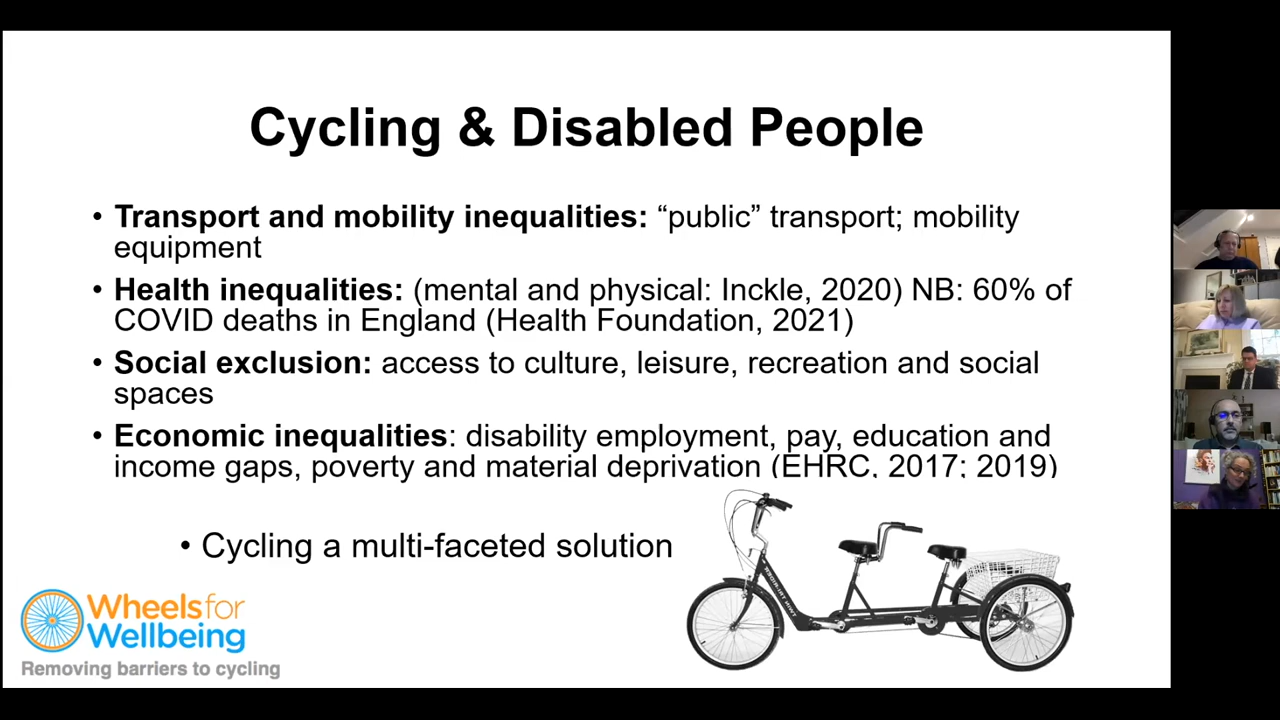 Cycling & Disabled People
• Transport and mobility inequalities: “public” transport; mobility
equipment
• Health inequalities: (mental and physical: Inckle, 2020) NB: 60% of
COVID deaths in England (Health Foundation, 2021)
• Social exclusion: access to culture, leisure, recreation and social
spaces
• Economic inequalities: disability employment, pay, education and
income gaps, poverty and material deprivation (EHRC, 2017; 2019)
• Cycling a multi-faceted solution
Wheels for
Wellbeing
Removing barriers to cycling